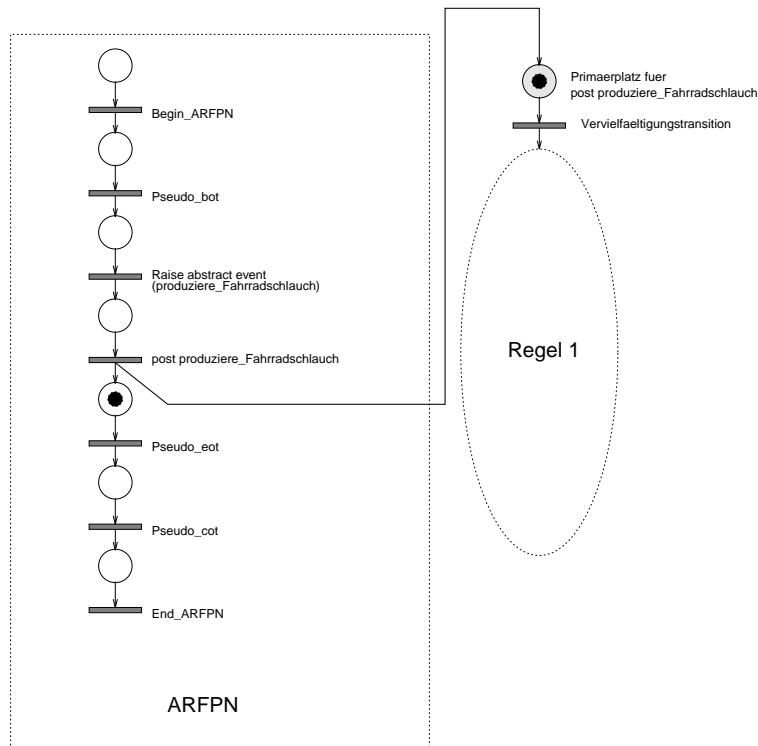 Begin_ARFPN
Pseudo_bot
Raise abstract event
(produziere_Fahrradschlauch)
post produziere_Fahrradschlauch
Pseudo_eot
Pseudo_cot
End_ARFPN
ARFPN
Primaerplatz fuer
post produziere_Fahrradschlauch
Vervielfaeltigungstransition
Regel 1